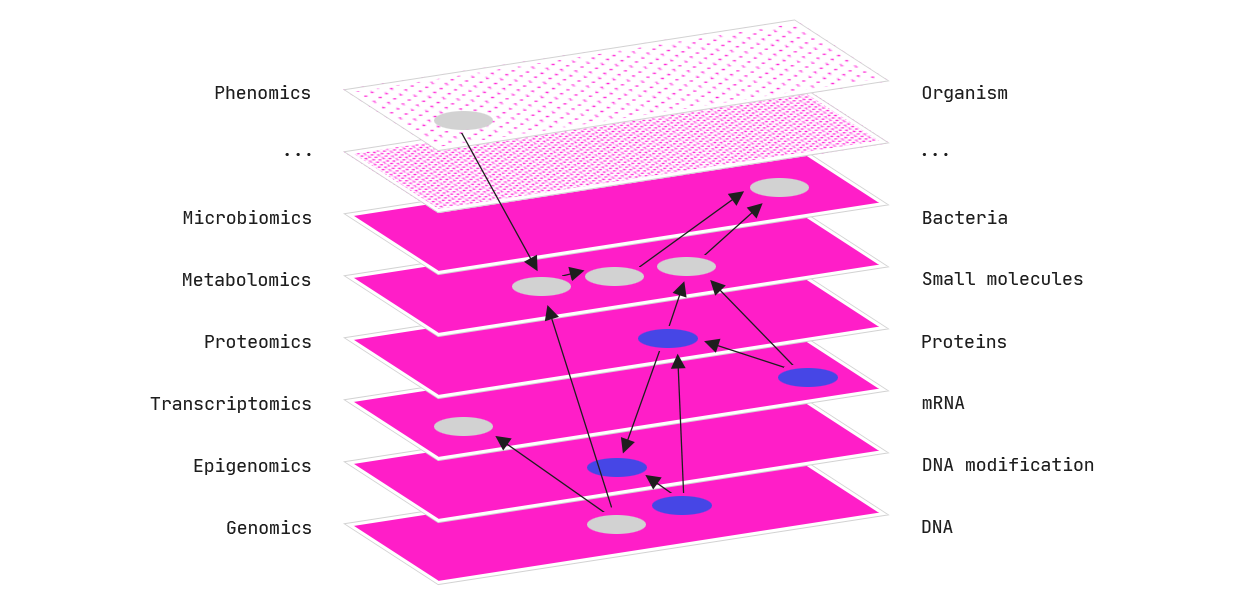 Phenomics Organism
... ...
Microbiomics Bacteria
Metabolomics Small molecules
Proteomics Proteins
Transcriptomics mRNA
Epigenomics DNA modification
Genomics DNA